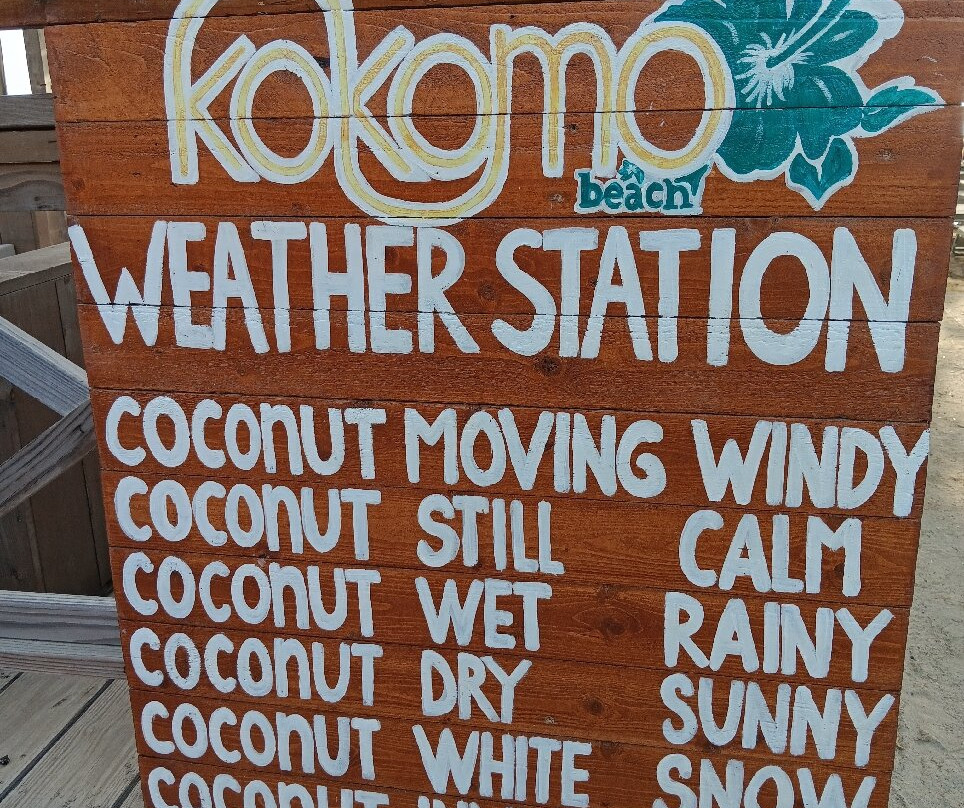 kokomo
beach
WEATHER STATION
COCONUT MOVING WINDY
COCONUT STILL CALM
COCONUT WET RAINY
COCONUT DRY SUNNY
COCONUT WHITE SNOW
COCONUT